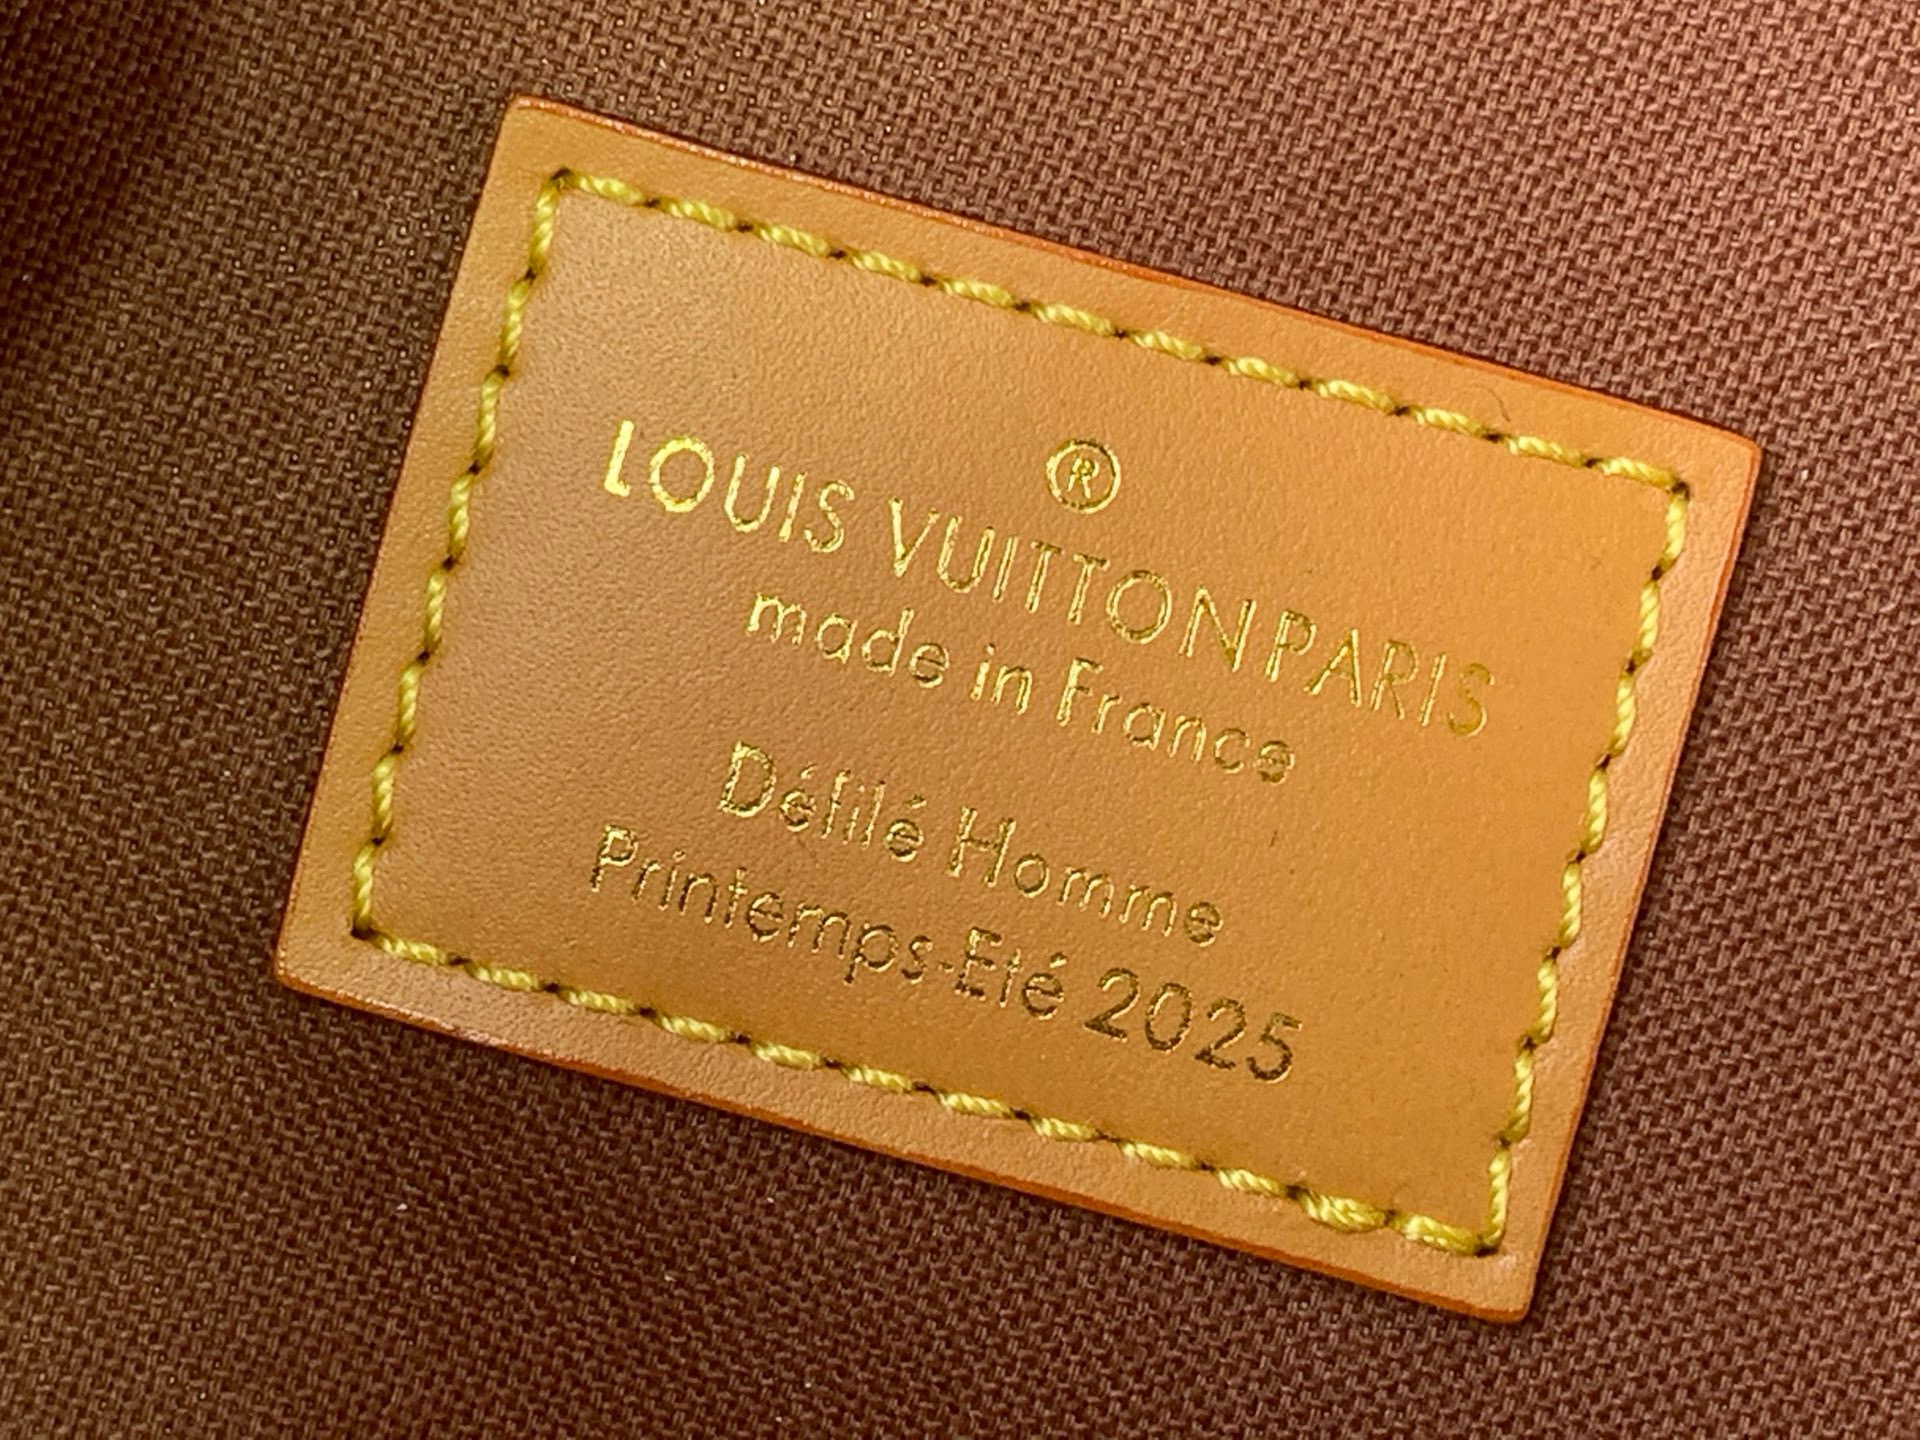 ®
LOUIS VUITTON PARIS
made in France
Défilé Homme
Printemps-Eté 2025